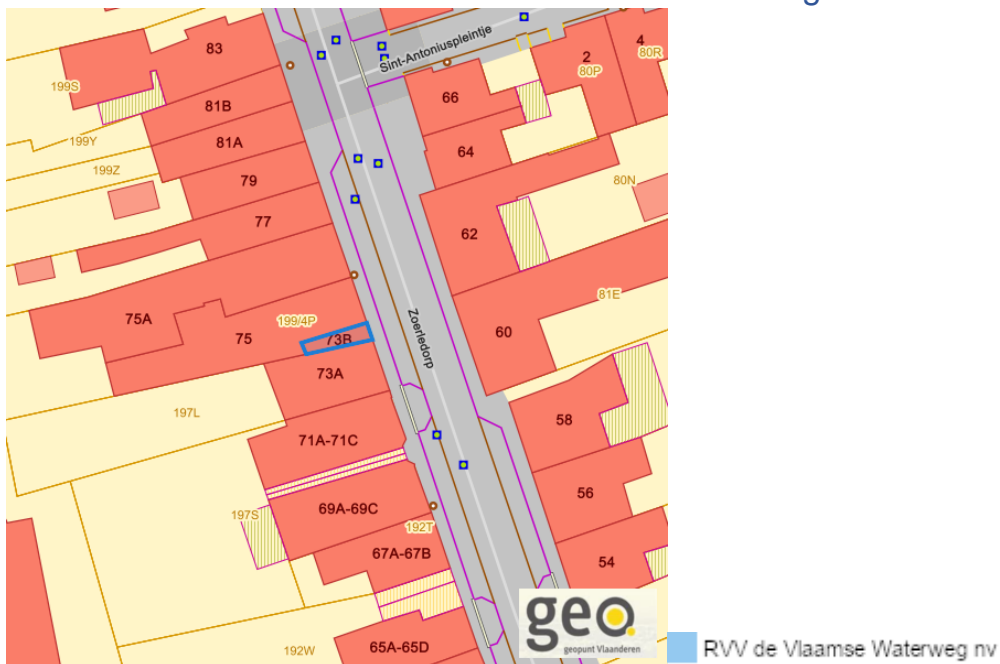 83
Sint-Antoniuspleintje
4
2
80R
80P
199S
66
81B
199Y
81A
64
199Z
79
80N
77
62
81E
75A
199/4P
75
73B
Zoerledorp
60
73A
197L
58
71A-71C
56
69A-69C
197S
192T
67A-67B
54
geo.
geopunt Vlaanderen
192W
65A-65D
RVV de Vlaamse Waterweg nv